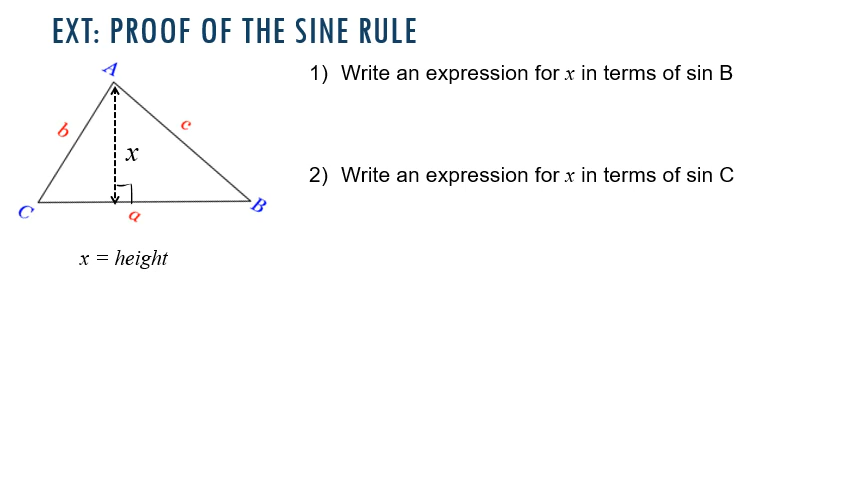 EXT: PROOF OF THE SINE RULE
A
b
c
x
C
a
B
x = height
1) Write an expression for x in terms of sin B
2) Write an expression for x in terms of sin C